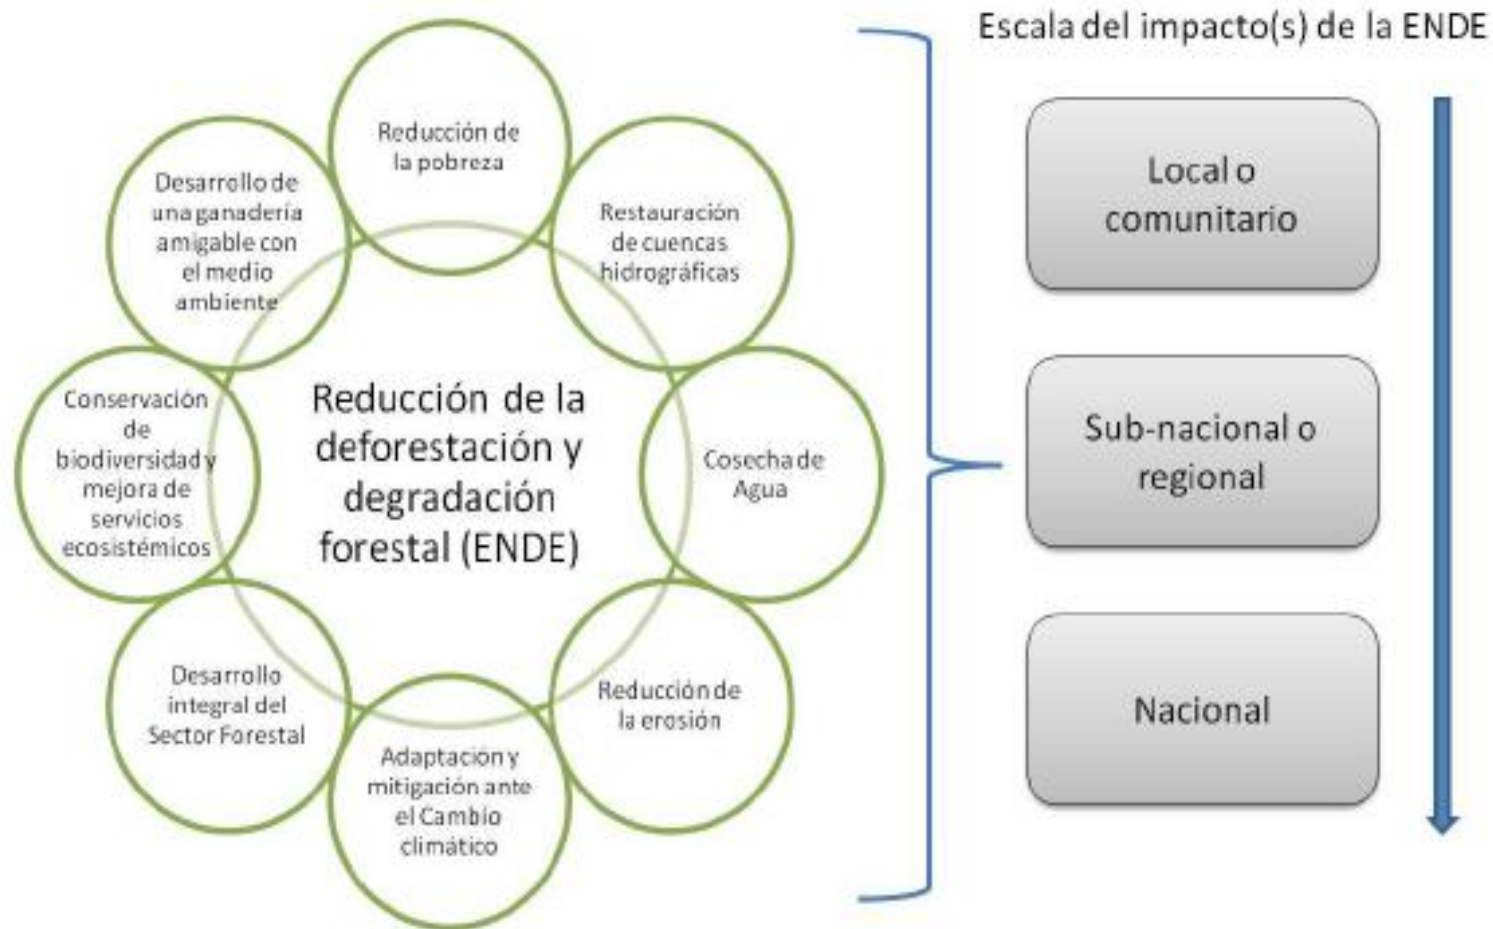 Escala del impacto(s) de la ENDE
Reducción de
la pobreza
Restauración
de cuencas
hidrográficas
Cosecha de
Agua
Reducción de
la erosión
Adaptación y
mitigación ante
el Cambio
climático
Desarrollo
integral del
Sector Forestal
Conservación
de
biodiversidad y
mejora de
servicios
ecosistémicos
Desarrollo de
una ganadería
amigable con
el medio
ambiente
Reducción de la
deforestación y
degradación
forestal (ENDE)
Local o
comunitario
Sub-nacional o
regional
Nacional